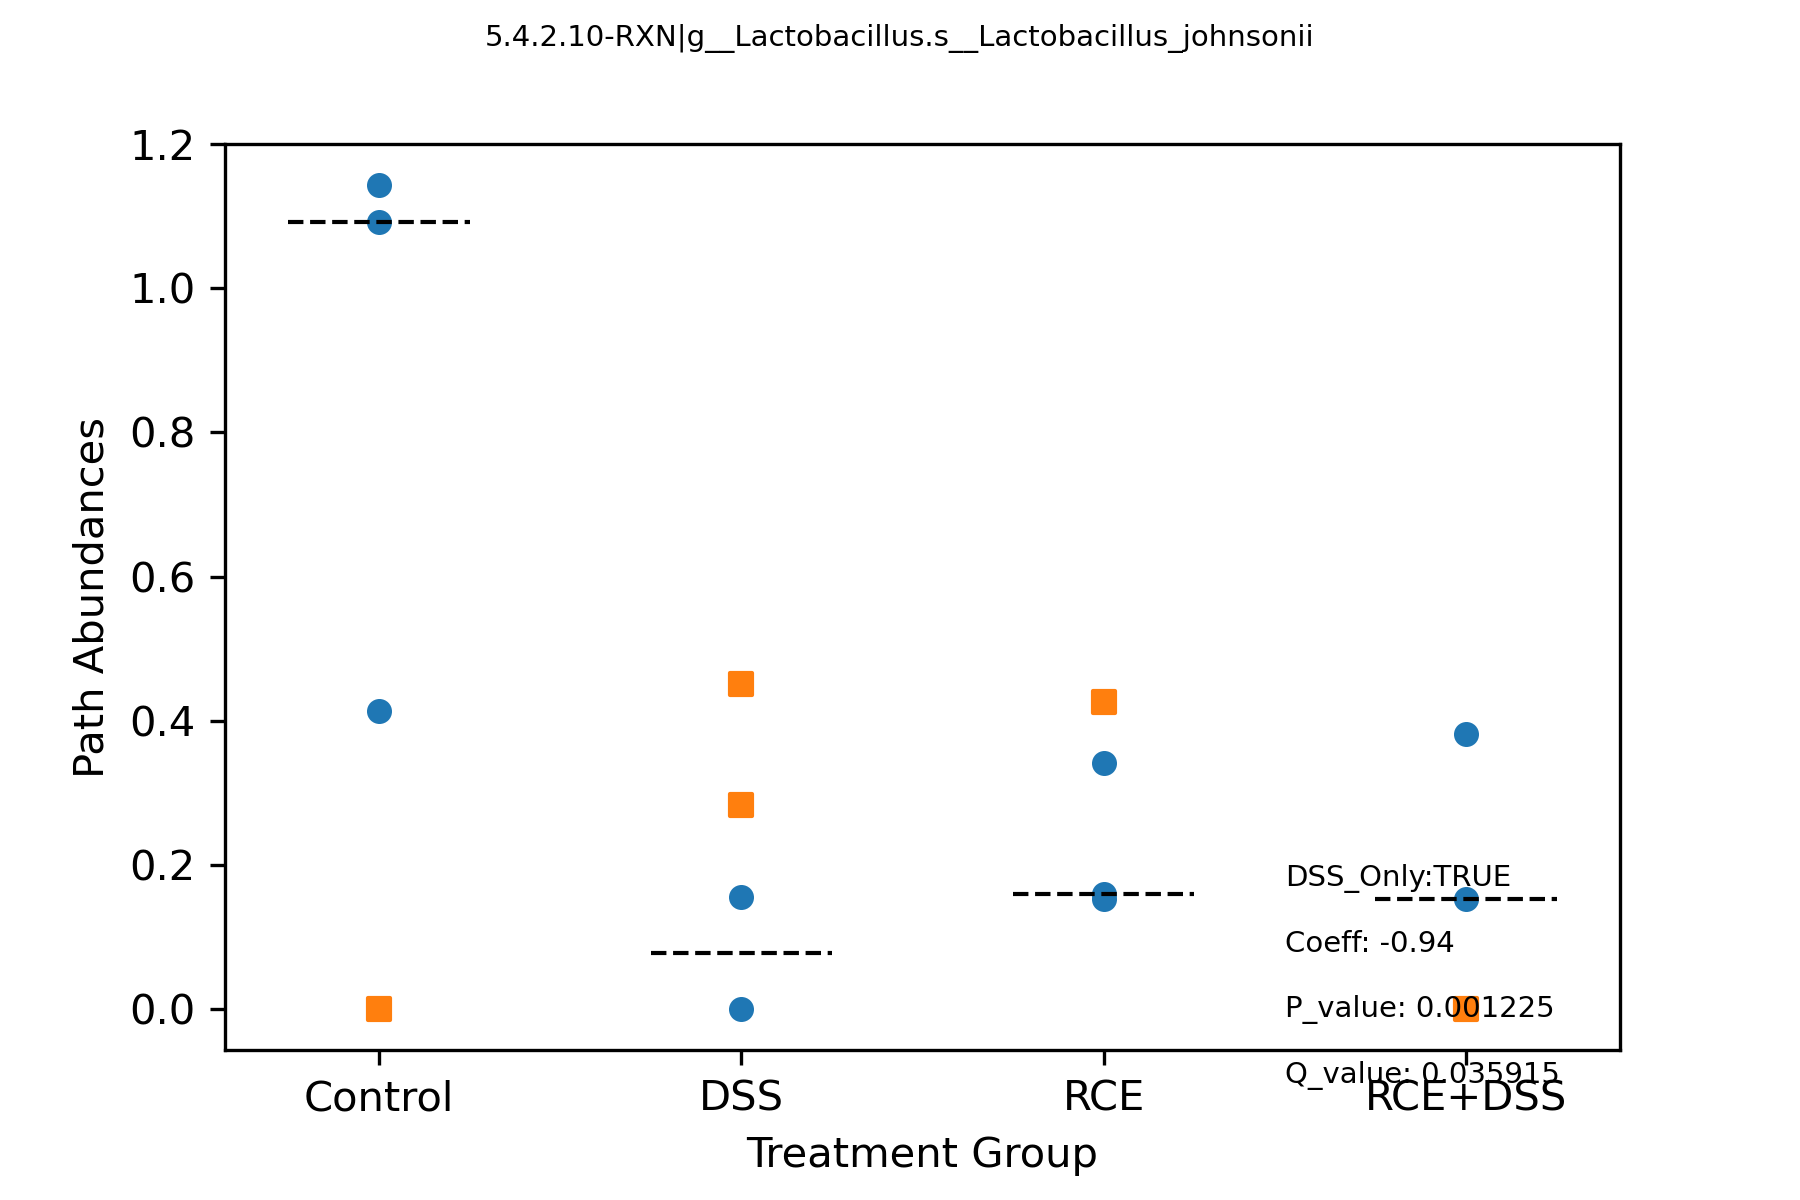 5.4.2.10-RXN|g__Lactobacillus.s__Lactobacillus_johnsonii
1.2
1.0
0.8
0.6
0.4
0.2
0.0
Path Abundances
DSS_Only:TRUE
Coeff: -0.94
P_value: 0.001225
Q_value: 0.035915
Control
DSS
RCE
RCE+DSS
Treatment Group